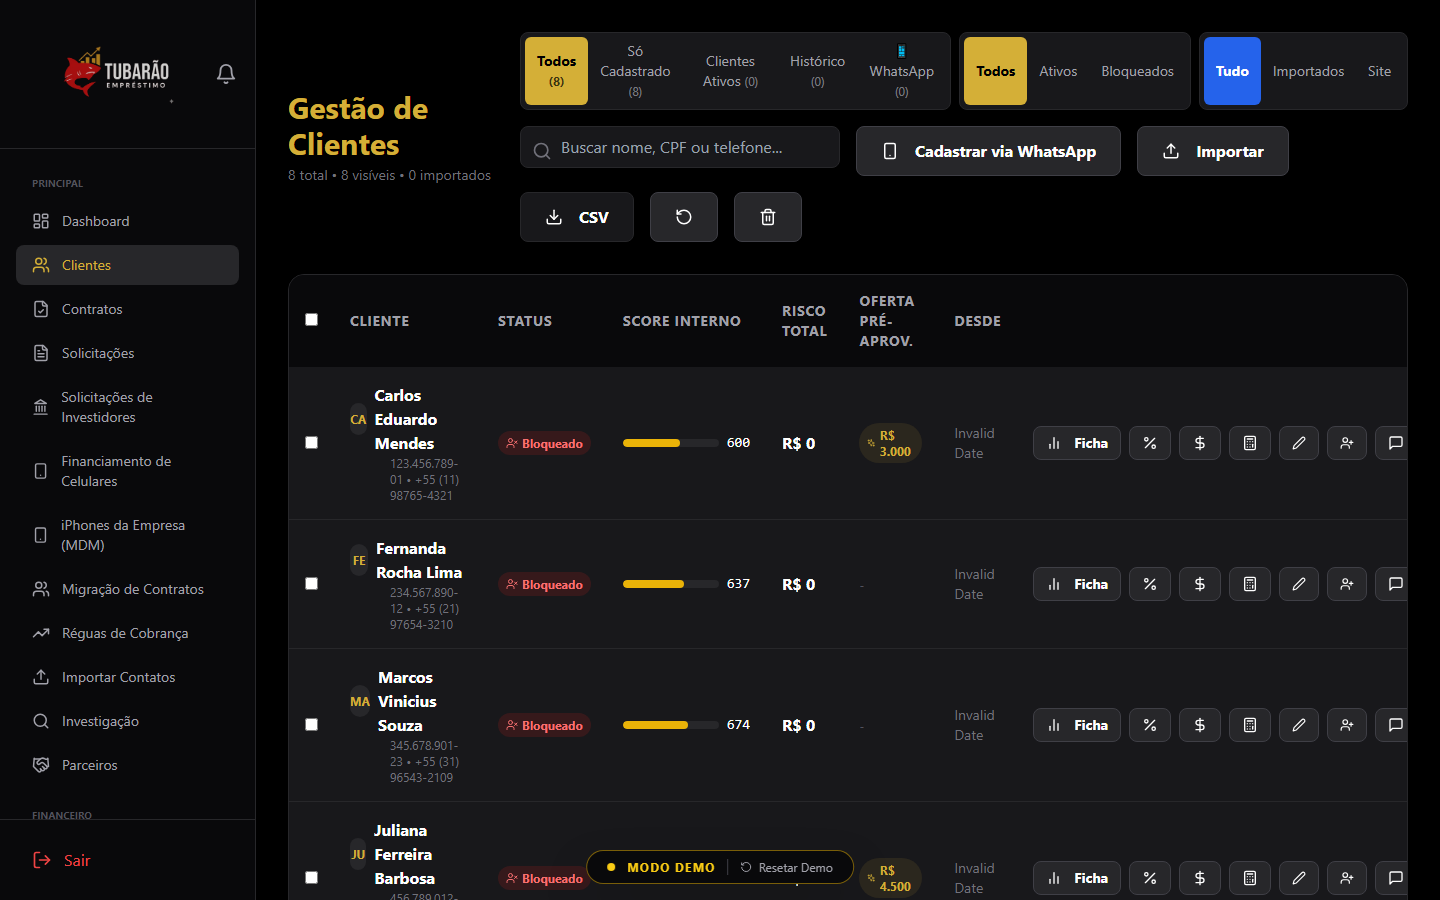 TUBARÃO
EMPRÉSTIMO
PRINCIPAL
Dashboard
Clientes
Contratos
Solicitações
Solicitações de
Investidores
Financiamento de
Celulares
iPhones da Empresa
(MDM)
Migração de Contratos
Réguas de Cobrança
Importar Contatos
Investigação
Parceiros
FINANCEIRO
Sair
Gestão de
Clientes
8 total • 8 visíveis • 0 importados
Todos
(8)
Só
Cadastrado
(8)
Clientes
Ativos (0)
Histórico
(0)
WhatsApp
(0)
Todos
Ativos
Bloqueados
Tudo
Importados
Site
Buscar nome, CPF ou telefone...
Cadastrar via WhatsApp
Importar
CSV
CLIENTE
STATUS
SCORE INTERNO
RISCO
TOTAL
OFERTA
PRÉ-
APROV.
DESDE
CA
Carlos
Eduardo
Mendes
123.456.789-
01 • +55 (11)
98765-4321
Bloqueado
600
R$ 0
R$
3.000
Invalid
Date
Ficha
FE
Fernanda
Rocha Lima
234.567.890-
12 • +55 (21)
97654-3210
Bloqueado
637
R$ 0
-
Invalid
Date
Ficha
MA
Marcos
Vinicius
Souza
345.678.901-
23 • +55 (31)
96543-2109
Bloqueado
674
R$ 0
-
Invalid
Date
Ficha
JU
Juliana
Ferreira
Barbosa
456.789.012-
Bloqueado
R$
4.500
Invalid
Date
Ficha
MODO DEMO
Resetar Demo